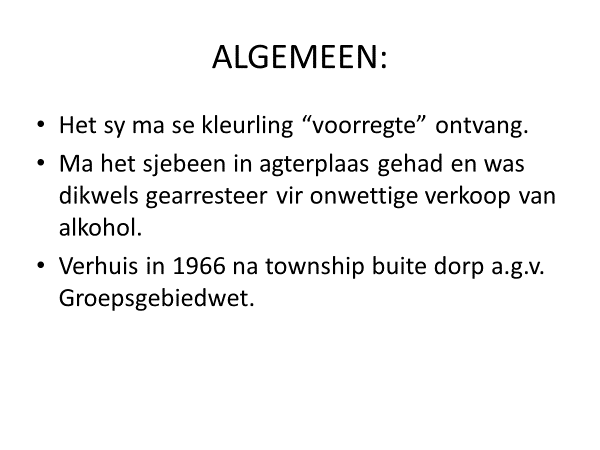 ALGEMEEN:
• Het sy ma se kleurling “voorregte” ontvang.
• Ma het sjebeen in agterplaas gehad en was
dikwels gearresteer vir onwettige verkoop van
alkohol.
• Verhuis in 1966 na township buite dorp a.g.v.
Groepsgebiedwet.